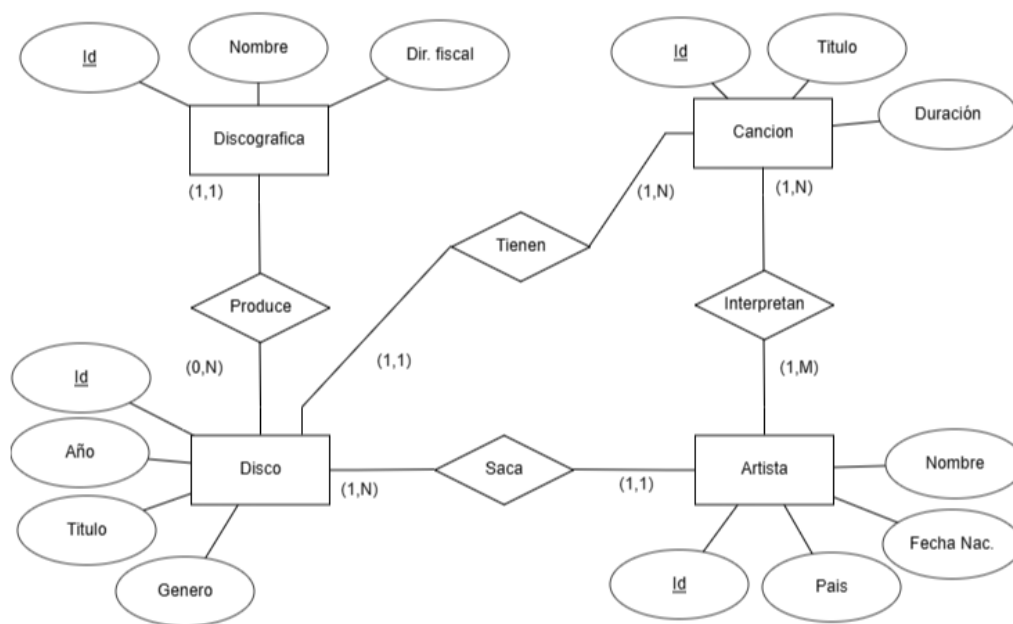 Id
Nombre
Dir. fiscal
Id
Titulo
Discografica
Cancion
Duración
(1,1)
(1,N)
(1,N)
Tienen
Produce
Interpretan
(0,N)
(1,1)
(1,M)
Id
Año
Disco
Saca
Artista
Nombre
(1,N)
(1,1)
Titulo
Fecha Nac.
Genero
Id
Pais